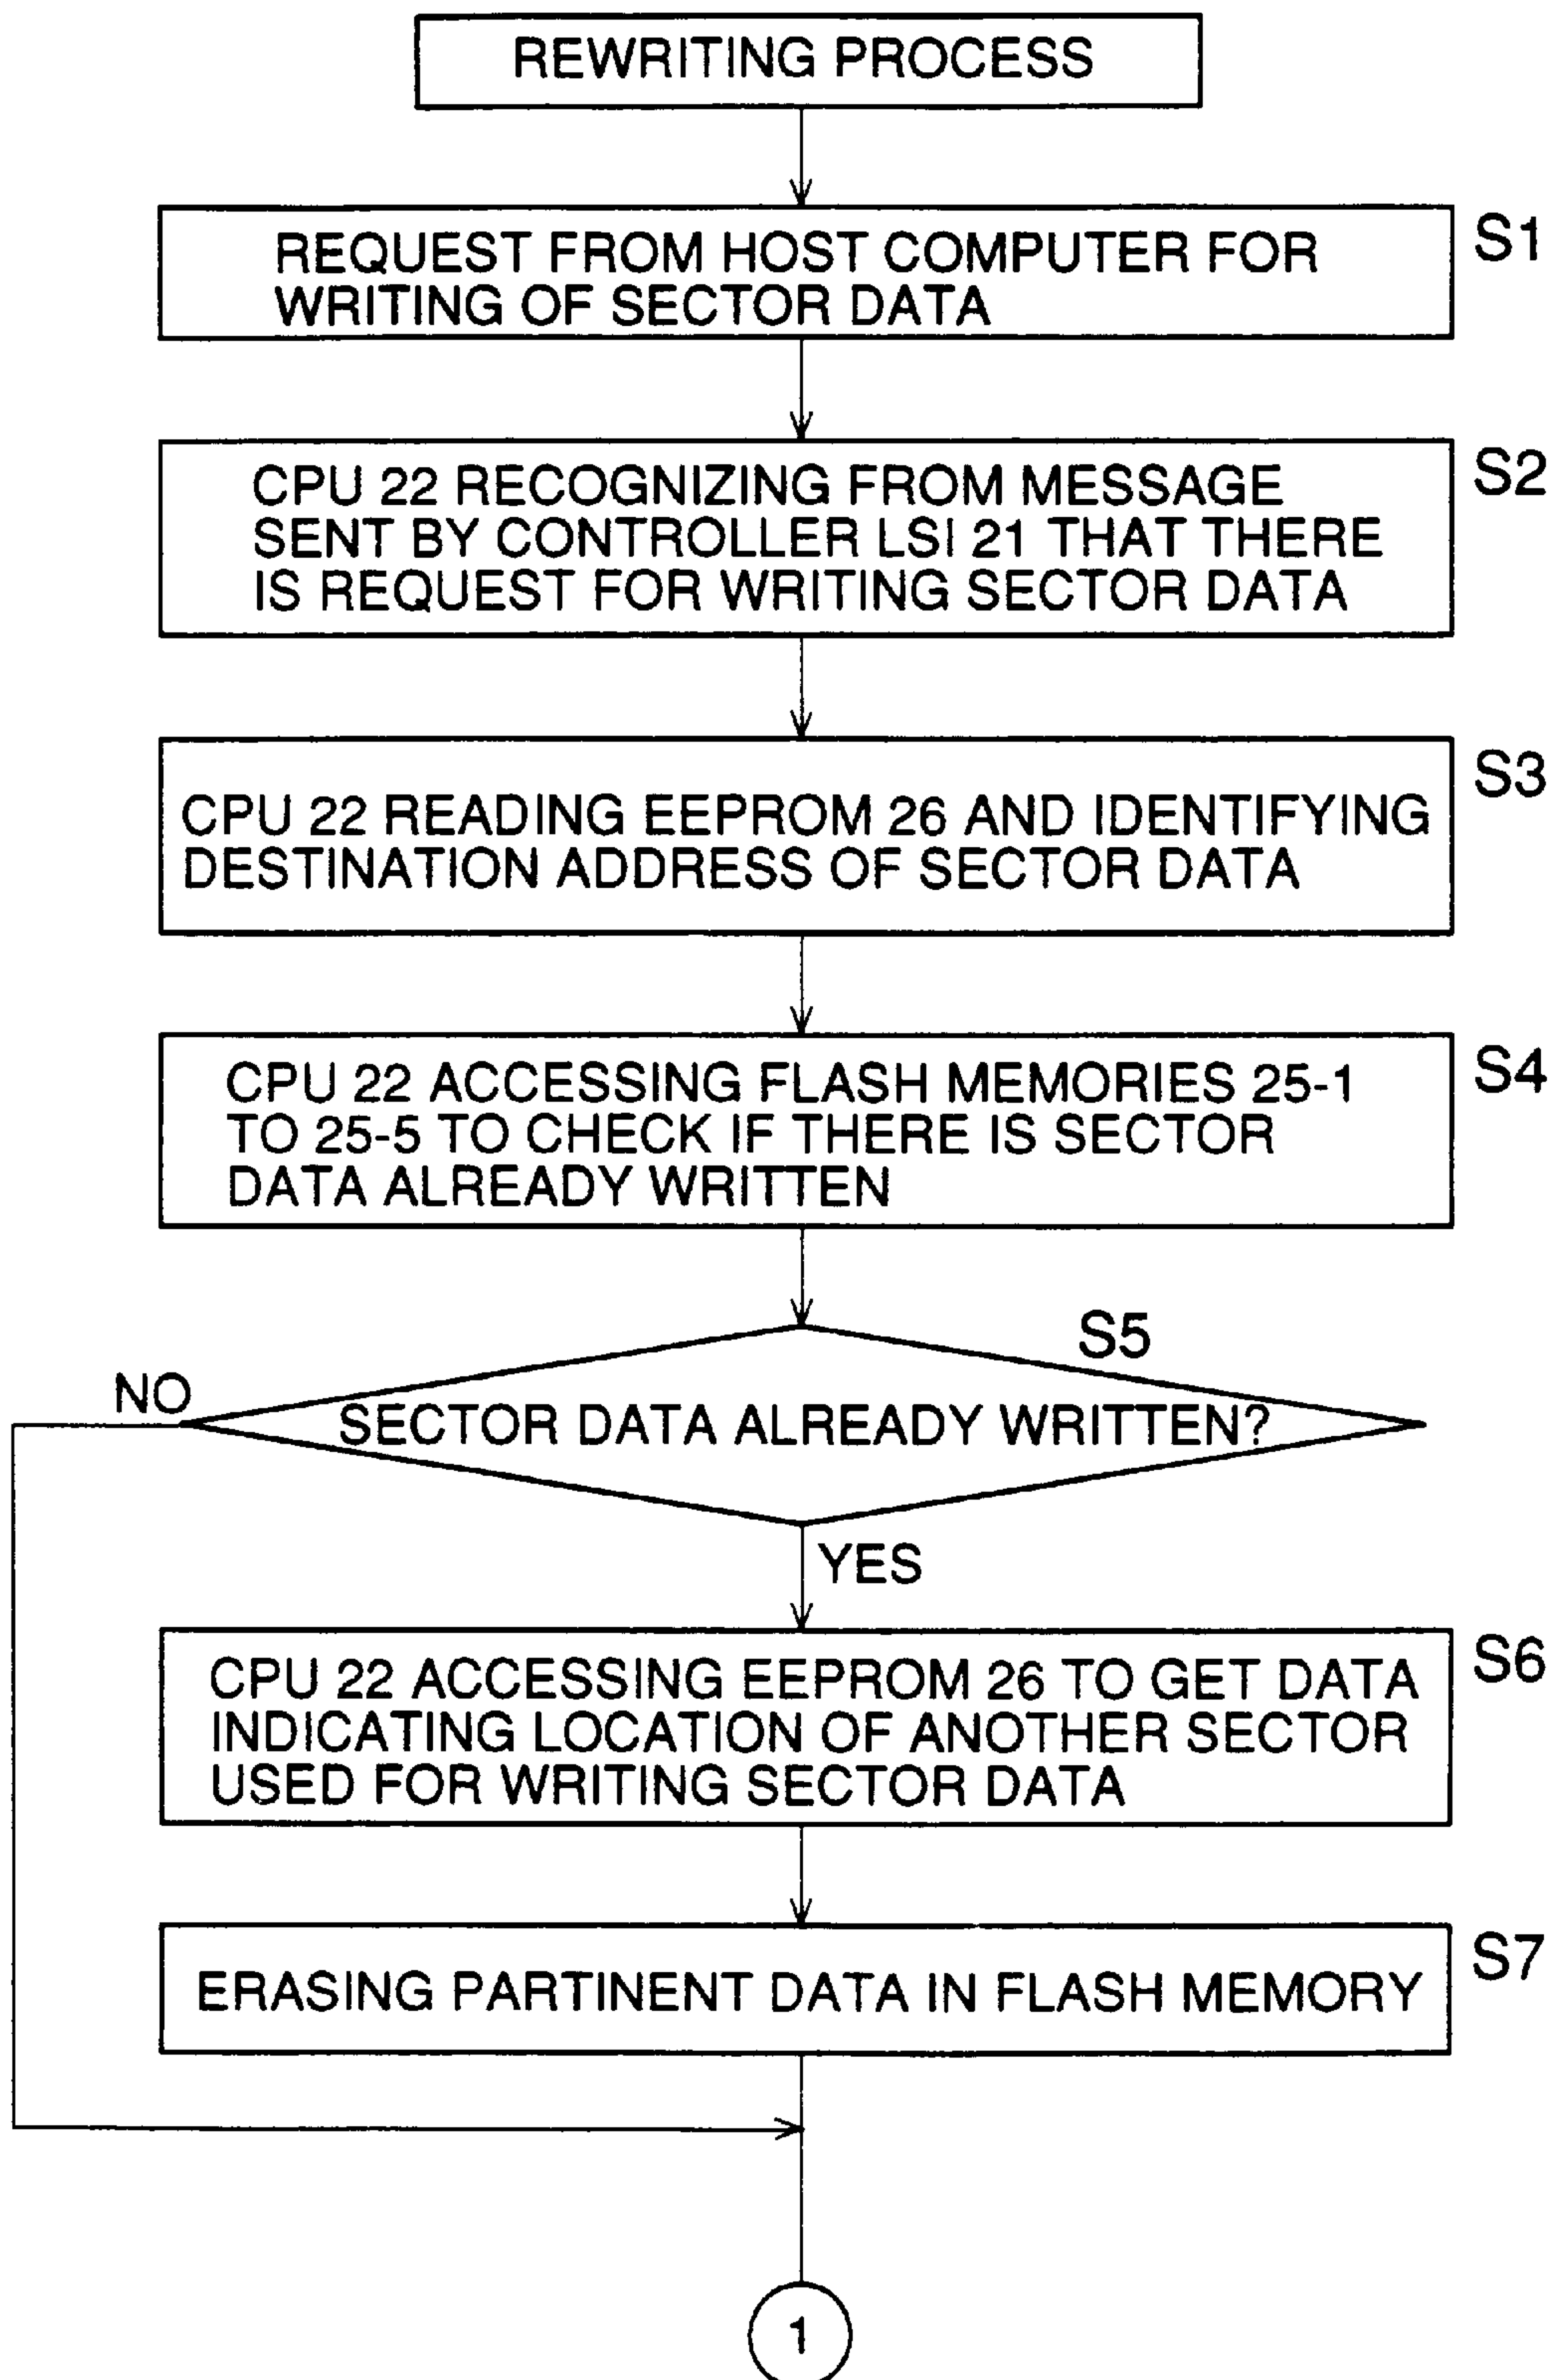 REWRITING PROCESS
S1
REQUEST FROM HOST COMPUTER FOR
WRITING OF SECTOR DATA
S2
CPU 22 RECOGNIZING FROM MESSAGE
SENT BY CONTROLLER LSI 21 THAT THERE
IS REQUEST FOR WRITING SECTOR DATA
S3
CPU 22 READING EEPROM 26 AND IDENTIFYING
DESTINATION ADDRESS OF SECTOR DATA
S4
CPU 22 ACCESSING FLASH MEMORIES 25-1
TO 25-5 TO CHECK IF THERE IS SECTOR
DATA ALREADY WRITTEN
S5
NO
SECTOR DATA ALREADY WRITTEN?
YES
S6
CPU 22 ACCESSING EEPROM 26 TO GET DATA
INDICATING LOCATION OF ANOTHER SECTOR
USED FOR WRITING SECTOR DATA
S7
ERASING PARTINENT DATA IN FLASH MEMORY
1